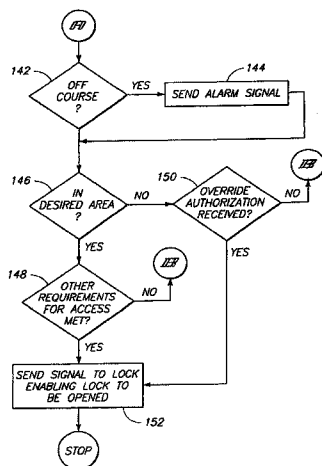 142
OFF
COURSE
?
YES
144
SEND ALARM SIGNAL
146
IN
DESIRED AREA
?
NO
150
OVERRIDE
AUTHORIZATION
RECEIVED?
NO
YES
YES
148
OTHER
REQUIREMENTS
FOR ACCESS
MET?
NO
YES
SEND SIGNAL TO LOCK
ENABLING LOCK TO
BE OPENED
152
STOP